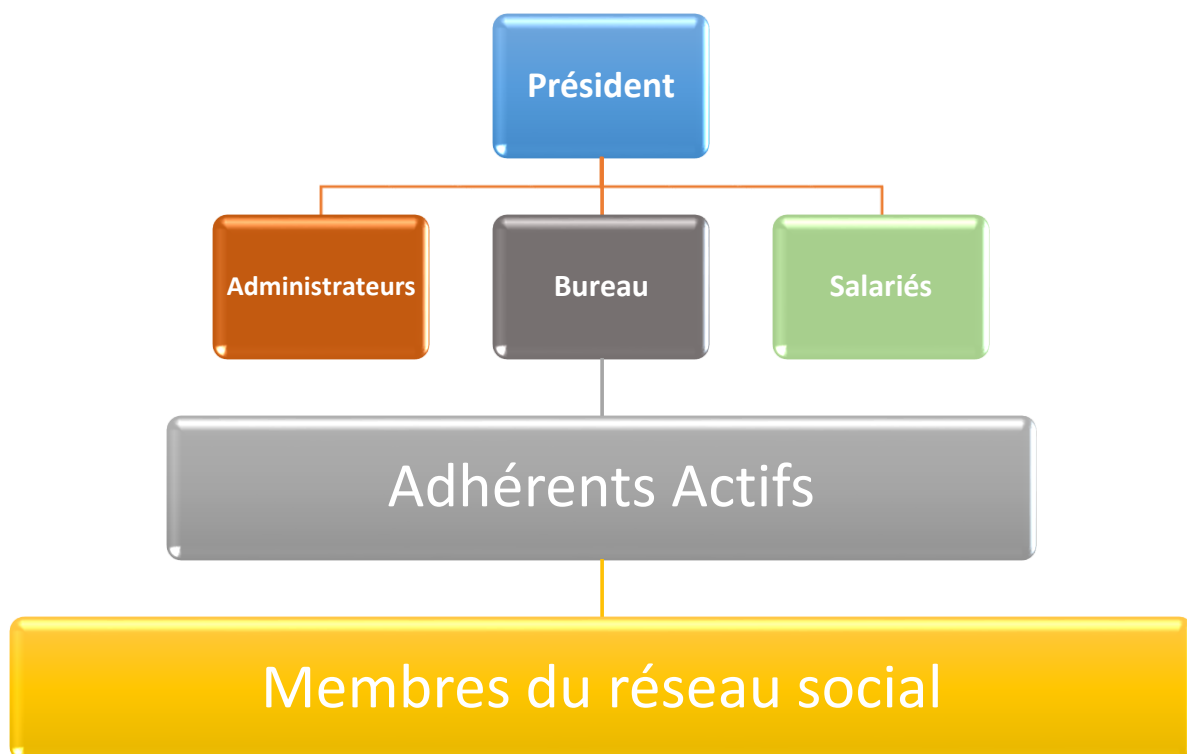 Président
Administrateurs
Bureau
Salariés
Adhérents Actifs
Membres du réseau social